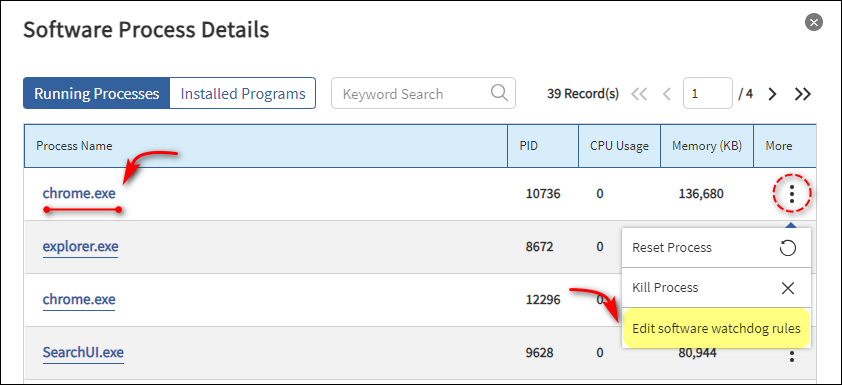 Software Process Details
Running Processes Installed Programs Keyword Search 39 Record(s) 1 / 4
Process Name PID CPU Usage Memory (KB) More
chrome.exe 10736 0 136,680
explorer.exe 8672 0
Reset Process
Kill Process
chrome.exe 12296 0
Edit software watchdog rules
SearchUI.exe 9628 0 80,944